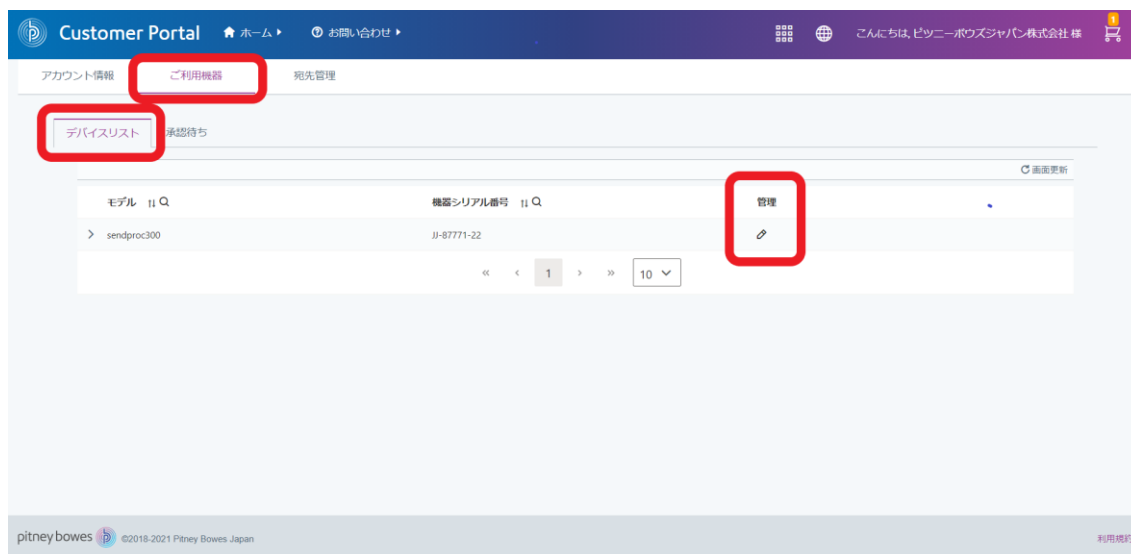 Customer Portal ホーム お問い合わせ こんにちは, ピツニーボウズジャパン株式会社 様 1
アカウント情報 ご利用機器 宛先管理
デバイスリスト 承認待ち
画面更新
モデル 機器シリアル番号 管理
sendproc300 JJ-87771-22
« ‹ 1 › » 10
pitney bowes ©2018-2021 Pitney Bowes Japan 利用規約